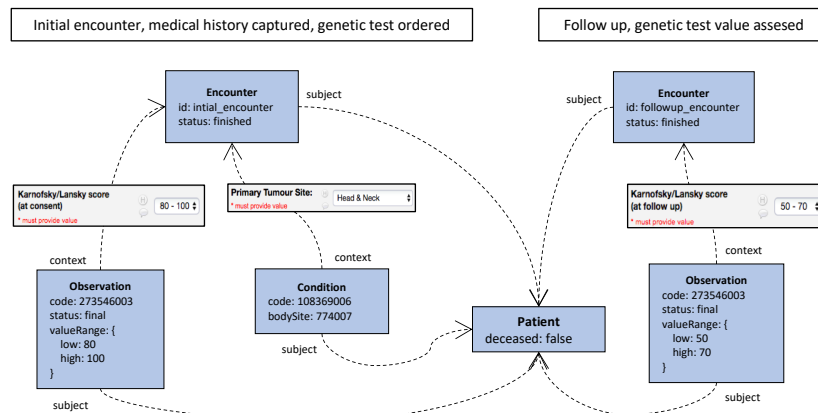 Initial encounter, medical history captured, genetic test ordered
Follow up, genetic test value assesed
subject
Encounter
id: intial_encounter
status: finished
subject
Encounter
id: followup_encounter
status: finished
Karnofsky/Lansky score
(at consent)
* must provide value
H
80 - 100
Primary Tumour Site:
* must provide value
H
Head & Neck
Karnofsky/Lansky score
(at follow up)
* must provide value
H
50 - 70
context
context
context
Observation
code: 273546003
status: final
valueRange: {
low: 80
high: 100
}
subject
Condition
code: 108369006
bodySite: 774007
subject
Patient
deceased: false
Observation
code: 273546003
status: final
valueRange: {
low: 50
high: 70
}
subject